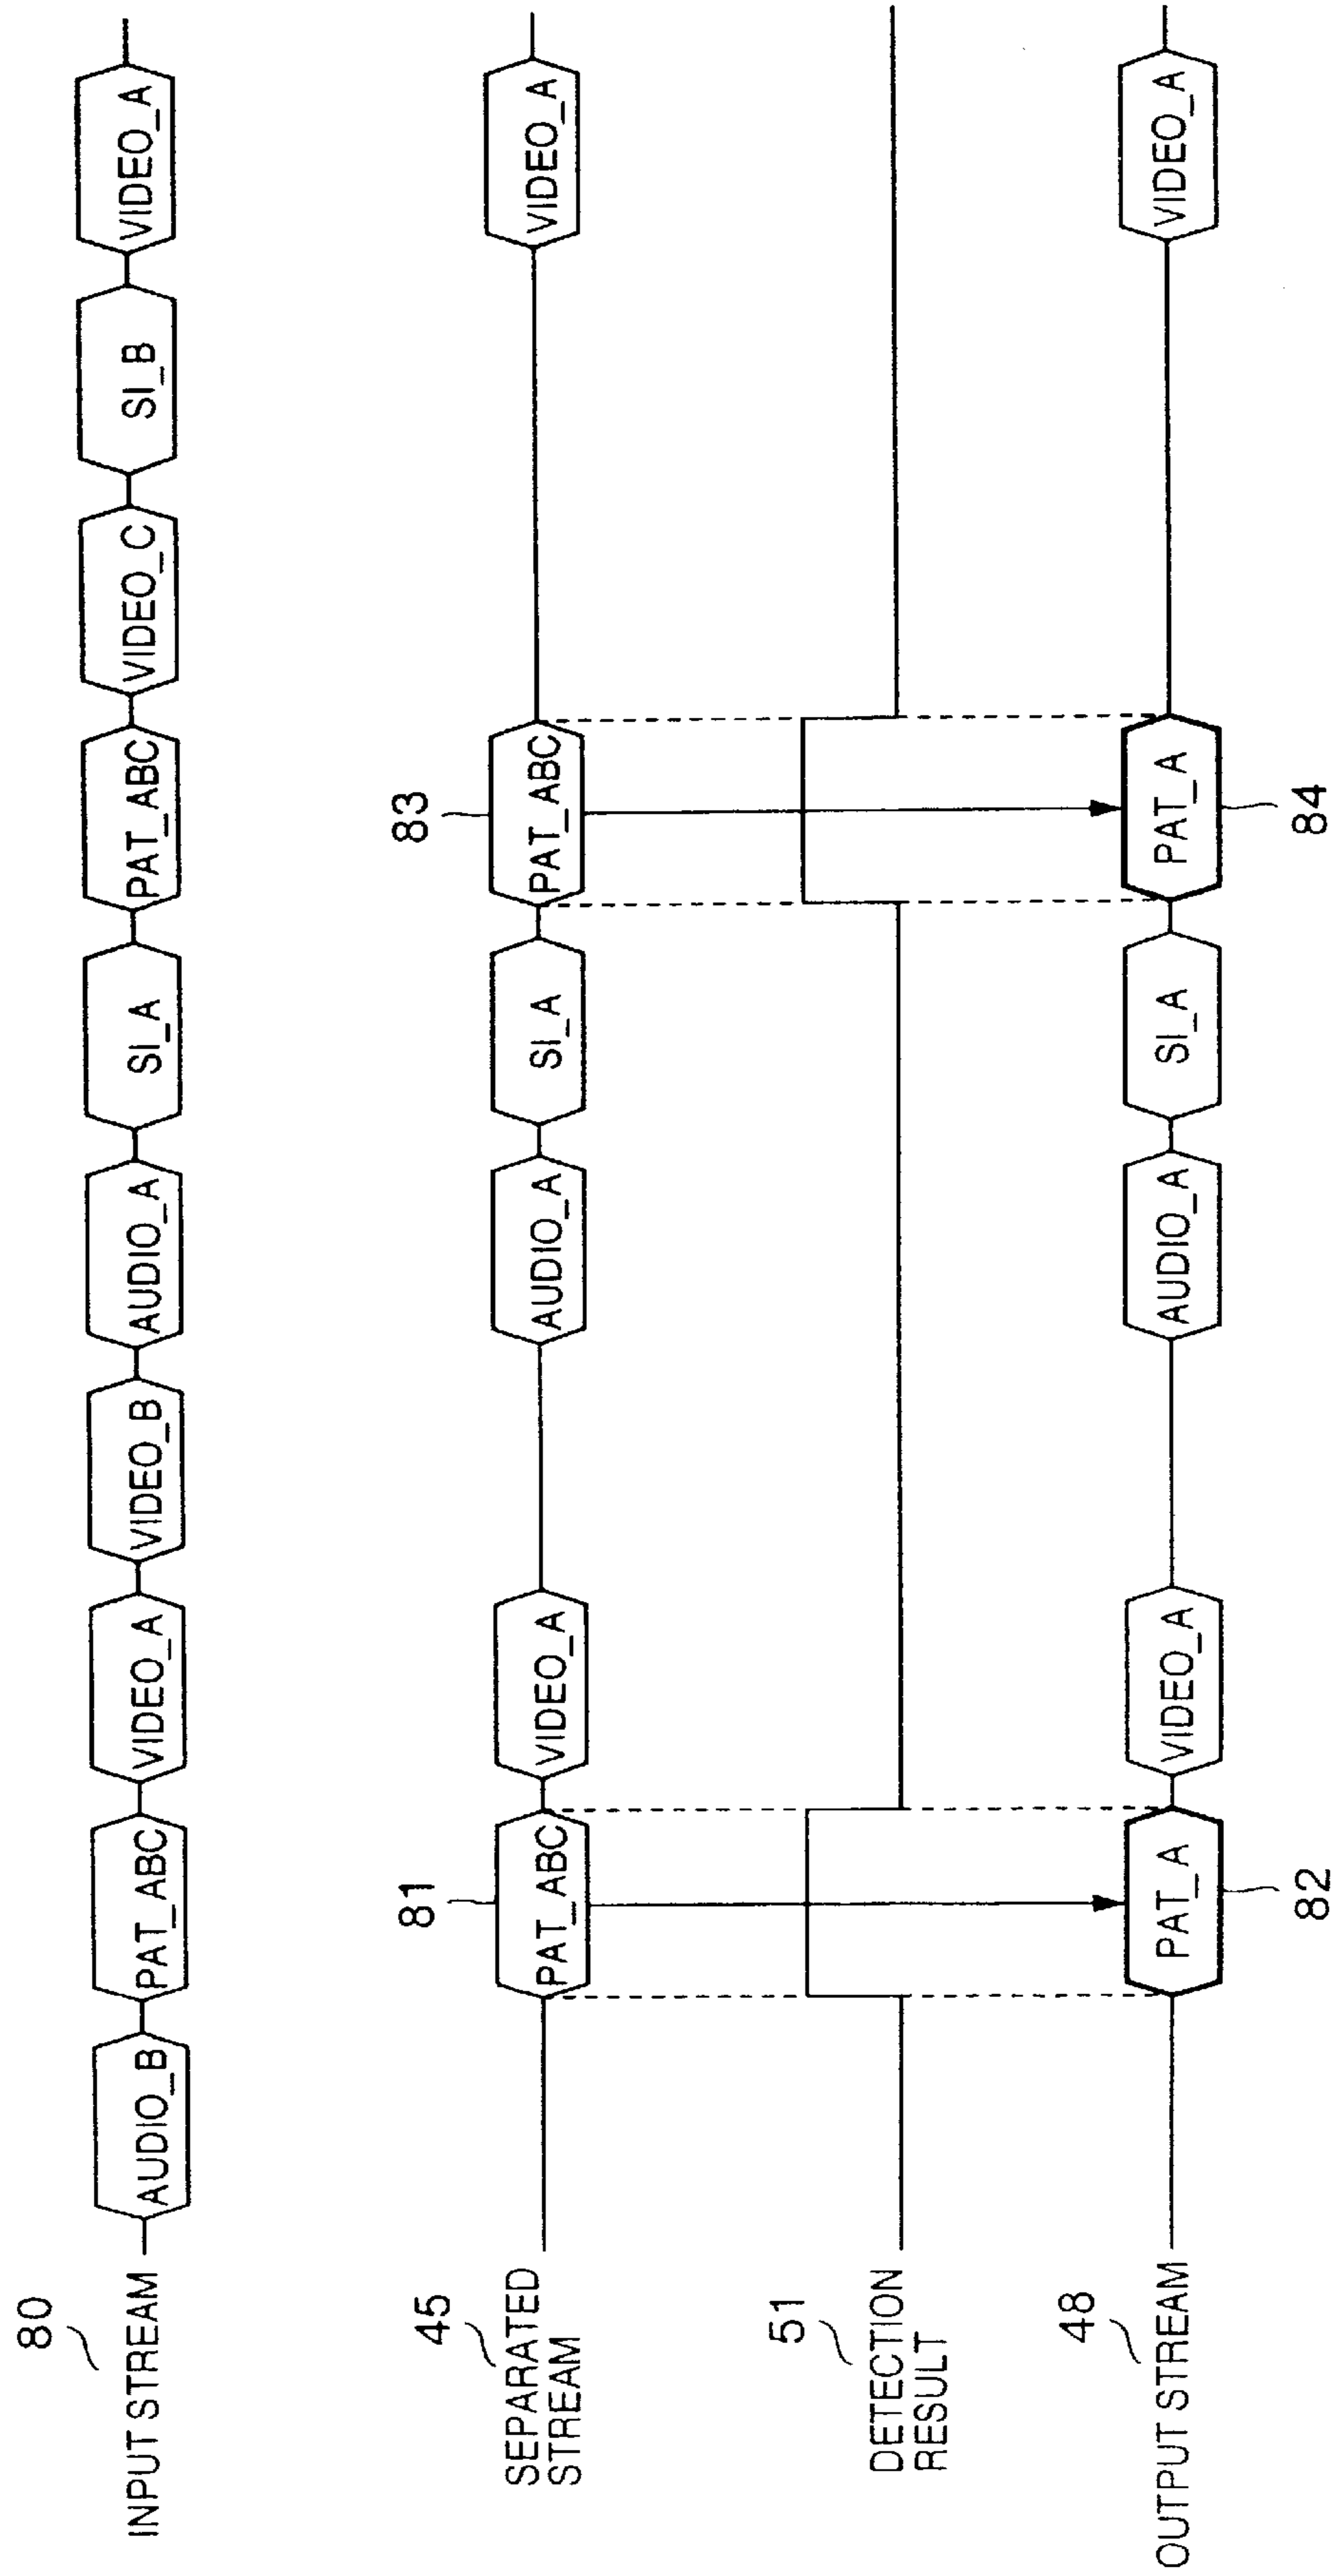 80
INPUT STREAM
AUDIO_B
PAT_ABC
VIDEO_A
VIDEO_B
AUDIO_A
SI_A
PAT_ABC
VIDEO_C
SI_B
VIDEO_A
45
SEPARATED
STREAM
81
PAT_ABC
VIDEO_A
AUDIO_A
SI_A
83
PAT_ABC
VIDEO_A
51
DETECTION
RESULT
48
OUTPUT STREAM
PAT_A
82
VIDEO_A
AUDIO_A
SI_A
PAT_A
84
VIDEO_A